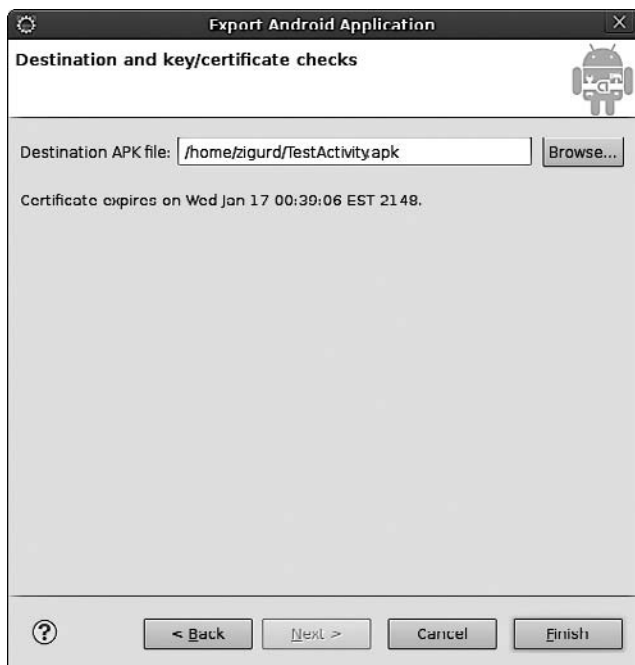 Export Android Application
Destination and key/certificate checks
Destination APK file: /home/zigurd/TestActivity.apk Browse...
Certificate expires on Wed Jan 17 00:39:06 EST 2148.
? < Back Next > Cancel Finish